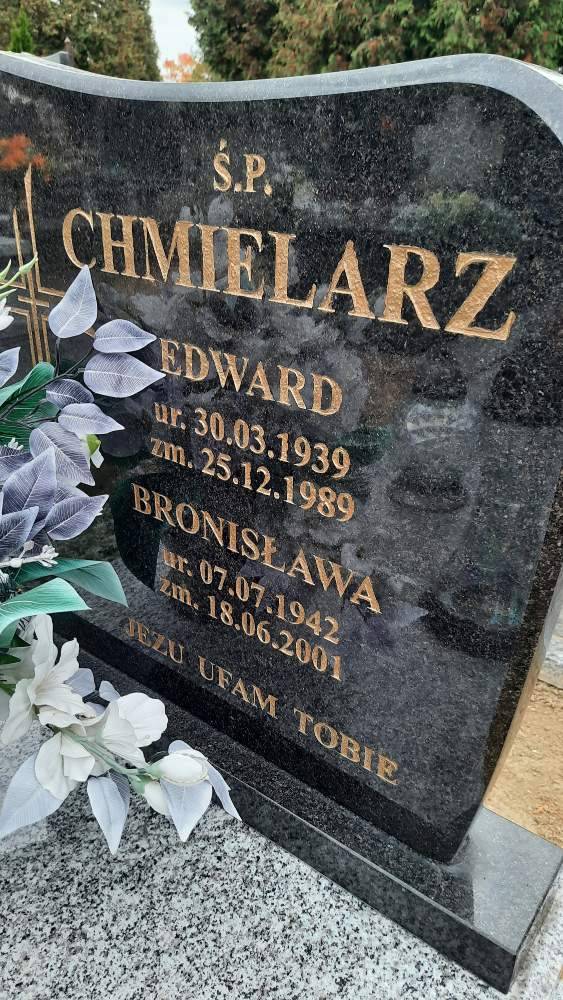 Ś.P.
CHMIELARZ
EDWARD
ur. 30.03.1939
zm. 25.12.1989
BRONISŁAWA
ur. 07.07.1942
zm. 18.06.2001
JEZU UFAM TOBIE